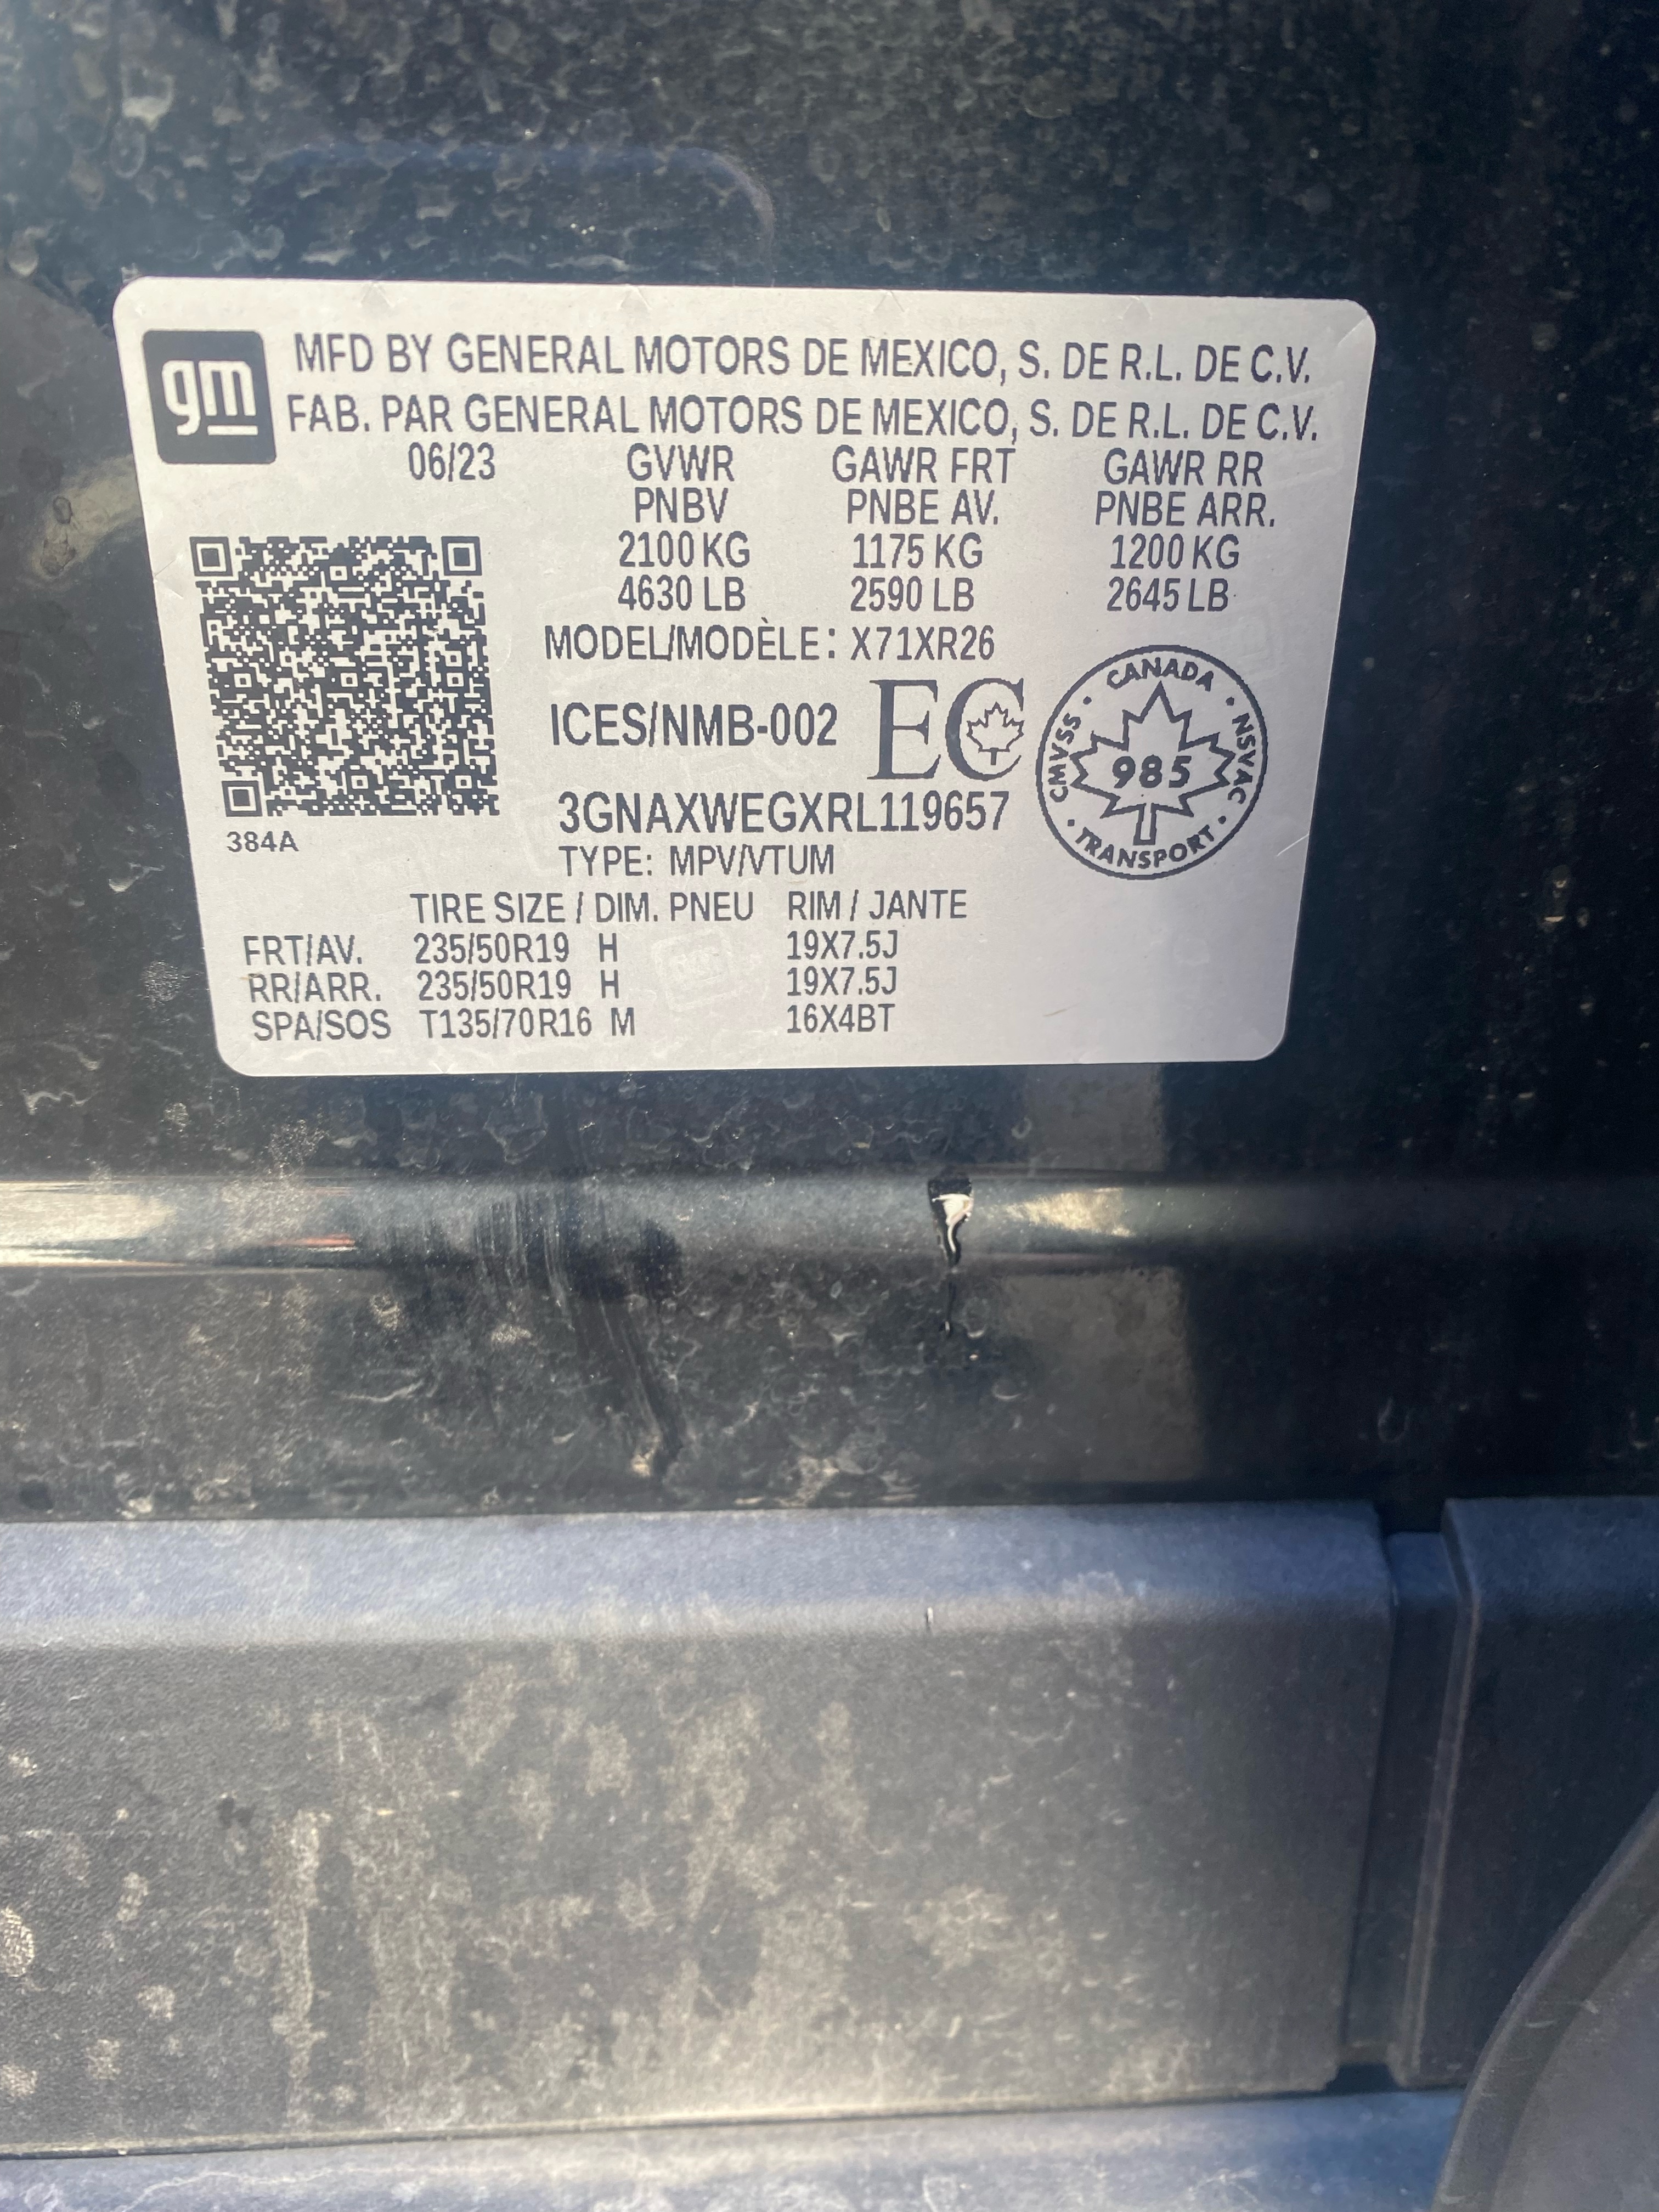 gm
MFD BY GENERAL MOTORS DE MEXICO, S. DE R.L. DE C.V.
FAB. PAR GENERAL MOTORS DE MEXICO, S. DE R.L. DE C.V.
06/23 GVWR GAWR FRT GAWR RR
PNBV PNBE AV. PNBE ARR.
2100 KG 1175 KG 1200 KG
4630 LB 2590 LB 2645 LB
MODEL/MODÈLE: X71XR26
ICES/NMB-002 EC
CANADA
CMVSS 985 NSVAC
TRANSPORT
3GNAXWEGXRL119657
384A
TYPE: MPV/VTUM
TIRE SIZE / DIM. PNEU RIM / JANTE
FRT/AV. 235/50R19 H 19X7.5J
RR/ARR. 235/50R19 H 19X7.5J
SPA/SOS T135/70R16 M 16X4BT